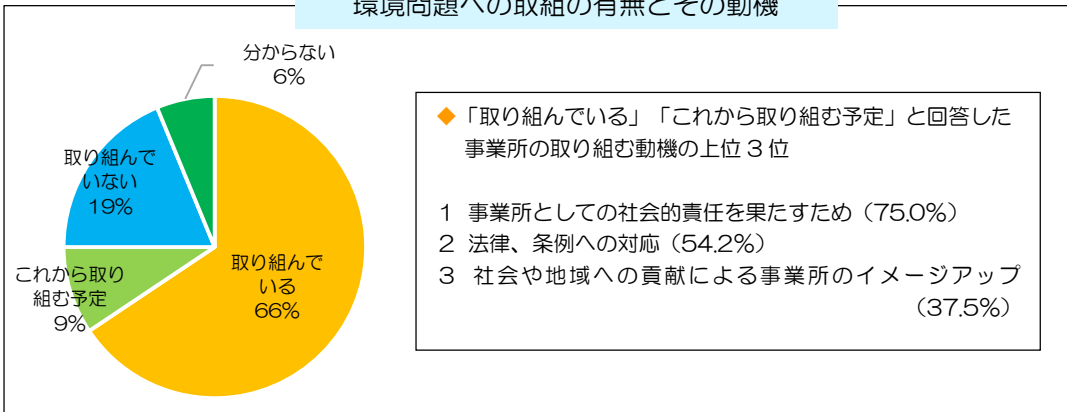 環境問題への取組の有無とその動機
分からない
6%
取り組んで
いない
19%
これから取り
組む予定
9%
取り組んで
いる
66%
◆「取り組んでいる」「これから取り組む予定」と回答した
事業所の取り組む動機の上位3位
1 事業所としての社会的責任を果たすため（75.0%）
2 法律、条例への対応（54.2%）
3 社会や地域への貢献による事業所のイメージアップ
（37.5%）